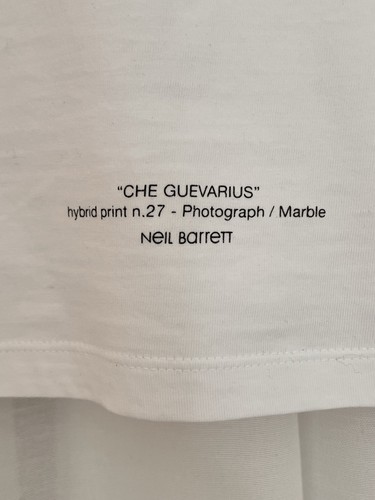 “CHE GUEVARIUS”
hybrid print n.27 - Photograph / Marble
Neil Barrett